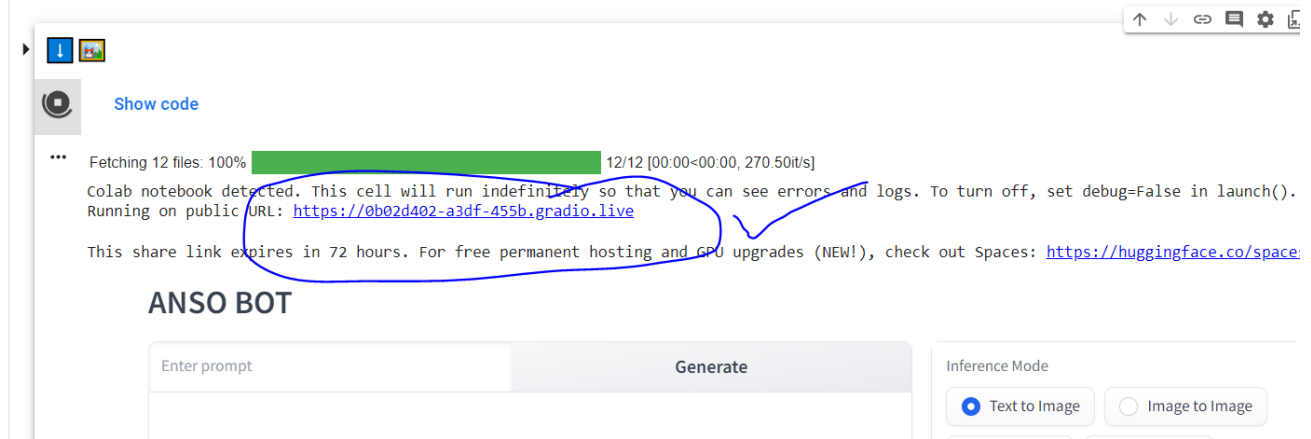 Show code
Fetching 12 files: 100% 12/12 [00:00<00:00, 270.50it/s]
Colab notebook detected. This cell will run indefinitely so that you can see errors and logs. To turn off, set debug=False in launch().
Running on public URL: https://0b02d402-a3df-455b.gradio.live
This share link expires in 72 hours. For free permanent hosting and GPU upgrades (NEW!), check out Spaces: https://huggingface.co/spaces
ANSO BOT
Enter prompt
Generate
Inference Mode
Text to Image
Image to Image